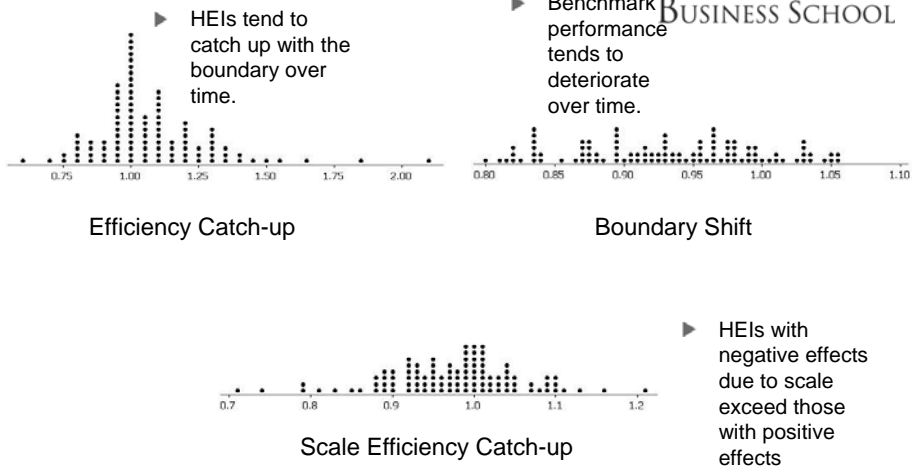 HEIs tend to
catch up with the
boundary over
time.
0.75 1.00 1.25 1.50 1.75 2.00
Efficiency Catch-up
BUSINESS SCHOOL
Benchmark
performance
tends to
deteriorate
over time.
0.80 0.85 0.90 0.95 1.00 1.05 1.10
Boundary Shift
HEIs with
negative effects
due to scale
exceed those
with positive
effects
0.7 0.8 0.9 1.0 1.1 1.2
Scale Efficiency Catch-up